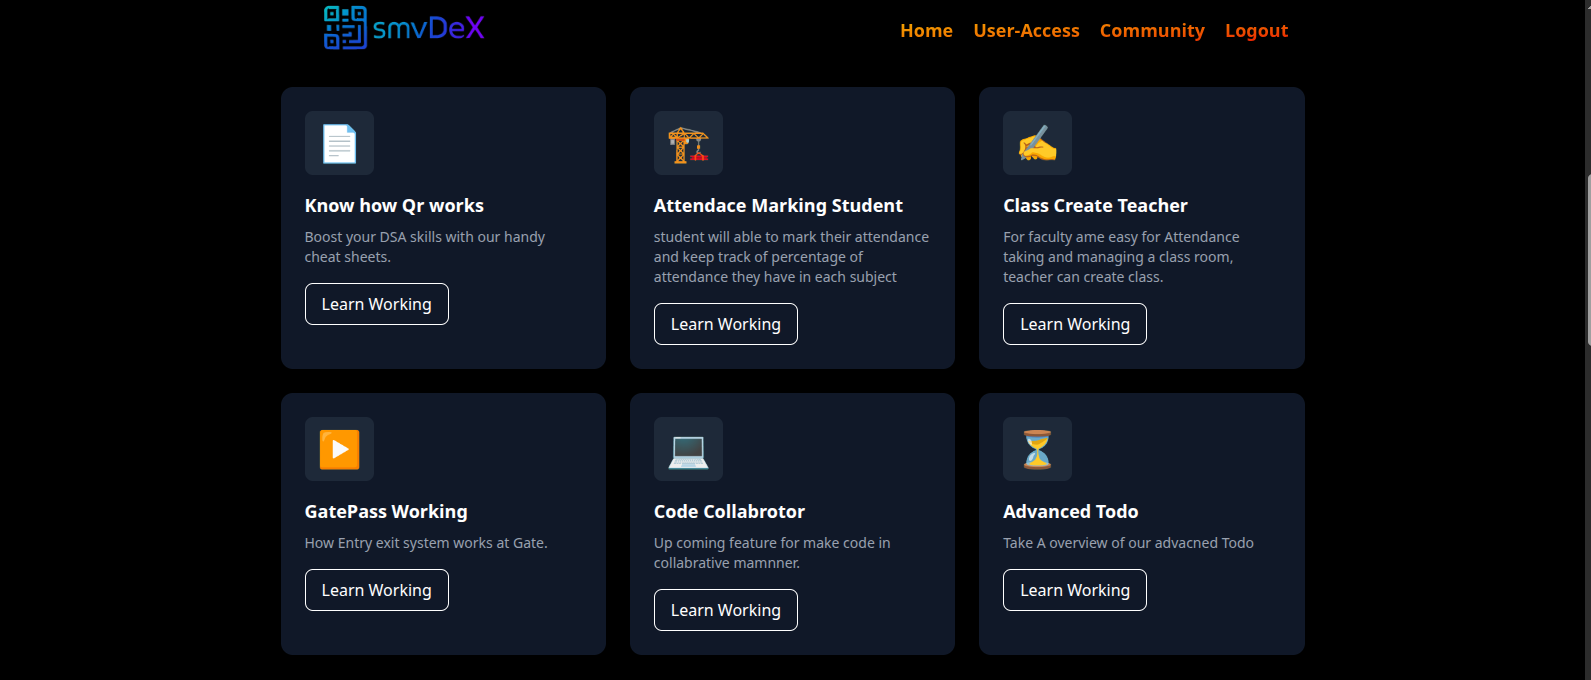 smvDeX
Home User-Access Community Logout
Know how Qr works
Boost your DSA skills with our handy
cheat sheets.
Learn Working
Attendace Marking Student
student will able to mark their attendance
and keep track of percentage of
attendance they have in each subject
Learn Working
Class Create Teacher
For faculty ame easy for Attendance
taking and managing a class room,
teacher can create class.
Learn Working
GatePass Working
How Entry exit system works at Gate.
Learn Working
Code Collabrotor
Up coming feature for make code in
collabrative mamnner.
Learn Working
Advanced Todo
Take A overview of our advacned Todo
Learn Working